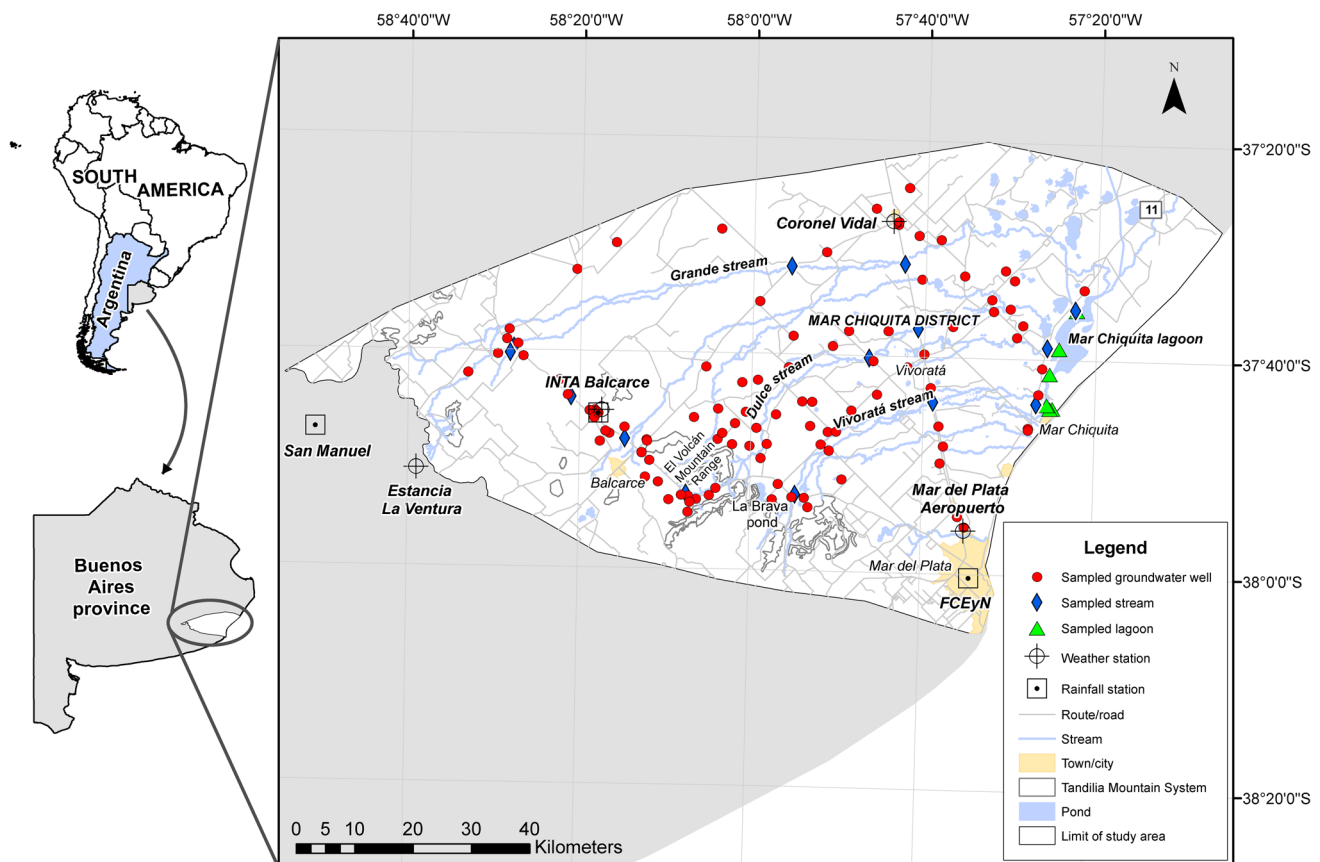 58°40'0"W
58°20'0"W
58°0'0"W
57°40'0"W
57°20'0"W
N
37°20'0"S
37°40'0"S
38°0'0"S
38°20'0"S
SOUTH
AMERICA
Argentina
Buenos
Aires
province
11
Coronel Vidal
Grande stream
MAR CHIQUITA DISTRICT
Mar Chiquita lagoon
INTA Balcarce
Dulce stream
Vivoratá
Vivoratá stream
San Manuel
Mar Chiquita
El Volcán
Mountain
Range
Estancia
La Ventura
Balcarce
La Brava
pond
Mar del Plata
Aeropuerto
Mar del Plata
FCEyN
Legend
Sampled groundwater well
Sampled stream
Sampled lagoon
Weather station
Rainfall station
Route/road
Stream
Town/city
Tandilia Mountain System
Pond
Limit of study area
0 5 10 20 30 40
Kilometers